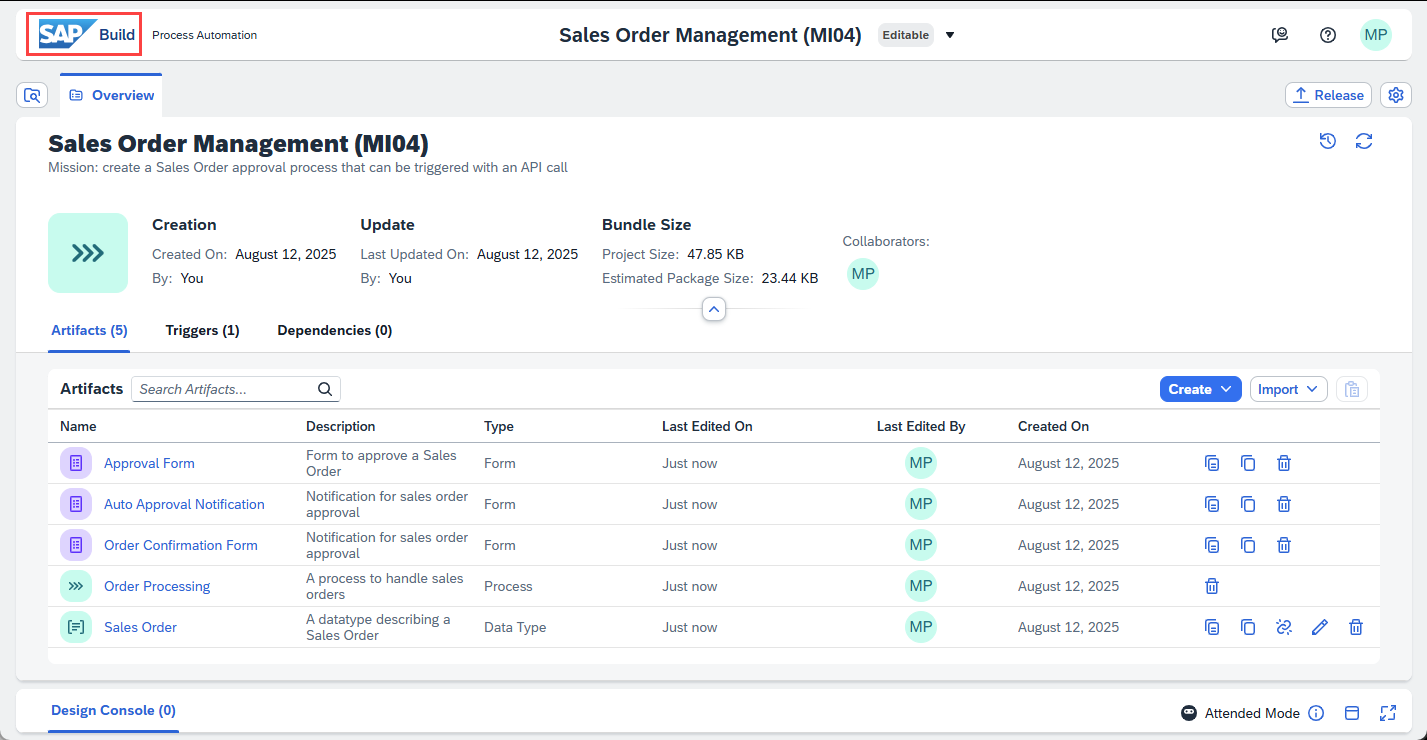 SAP Build Process Automation
Sales Order Management (MI04) Editable
MP
Overview
Release
Sales Order Management (MI04)
Mission: create a Sales Order approval process that can be triggered with an API call
Creation Update Bundle Size
Collaborators:
Created On: August 12, 2025 Last Updated On: August 12, 2025 Project Size: 47.85 KB
By: You By: You Estimated Package Size: 23.44 KB
MP
Artifacts (5) Triggers (1) Dependencies (0)
Artifacts Search Artifacts... Create Import
Name Description Type Last Edited On Last Edited By Created On
Approval Form Form to approve a Sales Order Form Just now MP August 12, 2025
Auto Approval Notification Notification for sales order approval Form Just now MP August 12, 2025
Order Confirmation Form Notification for sales order approval Form Just now MP August 12, 2025
Order Processing A process to handle sales orders Process Just now MP August 12, 2025
Sales Order A datatype describing a Sales Order Data Type Just now MP August 12, 2025
Design Console (0) Attended Mode